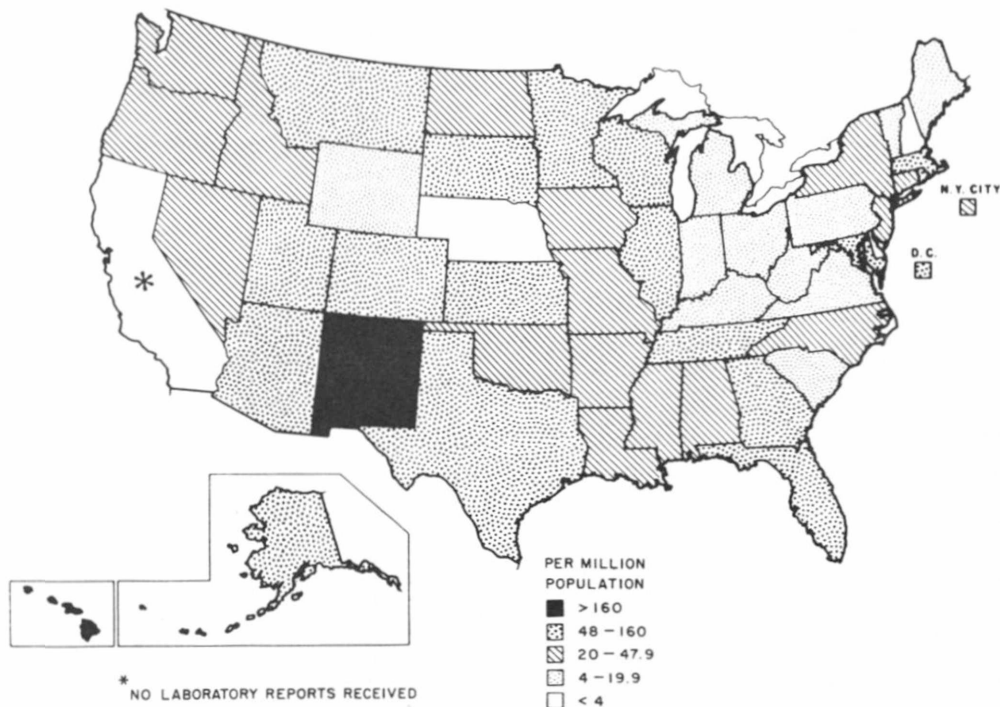 N.Y. CITY
D.C.
*
PER MILLION
POPULATION
>160
48 – 160
20 – 47.9
4 – 19.9
< 4
* NO LABORATORY REPORTS RECEIVED